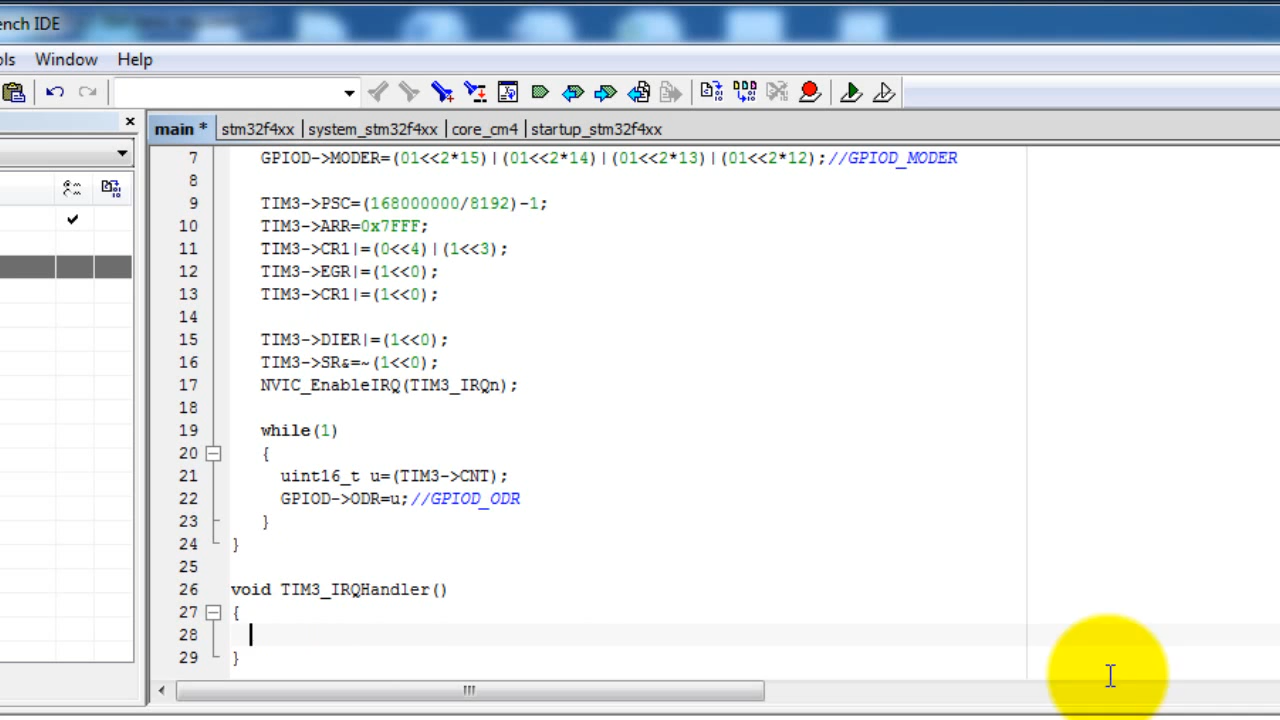 ench IDE
ols Window Help
main * stm32f4xx system_stm32f4xx core_cm4 startup_stm32f4xx
7 GPIOD->MODER=(01<<2*15)|(01<<2*14)|(01<<2*13)|(01<<2*12);//GPIOD_MODER
8
9 TIM3->PSC=(168000000/8192)-1;
10 TIM3->ARR=0x7FFF;
11 TIM3->CR1|=(0<<4)|(1<<3);
12 TIM3->EGR|=(1<<0);
13 TIM3->CR1|=(1<<0);
14
15 TIM3->DIER|=(1<<0);
16 TIM3->SR&=~(1<<0);
17 NVIC_EnableIRQ(TIM3_IRQn);
18
19 while(1)
20 {
21 uint16_t u=(TIM3->CNT);
22 GPIOD->ODR=u;//GPIOD_ODR
23 }
24 }
25
26 void TIM3_IRQHandler()
27 {
28
29 }